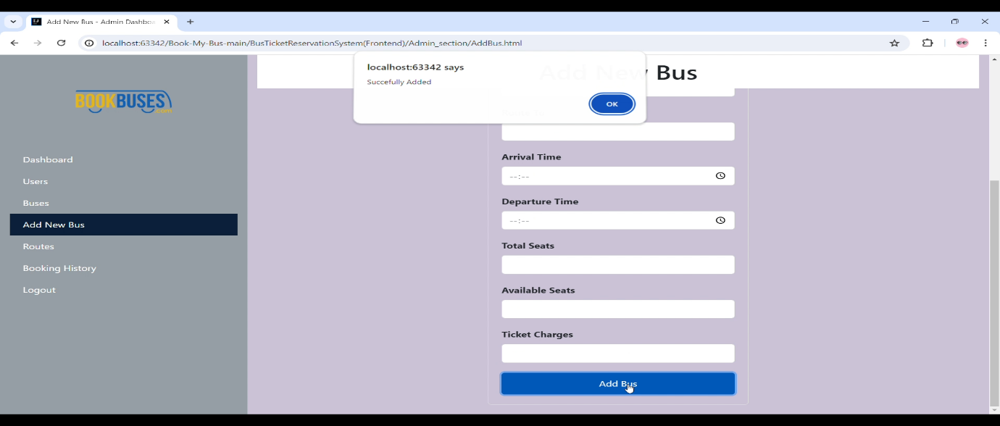 Add New Bus - Admin Dashboa
localhost:63342/Book-My-Bus-main/BusTicketReservationSystem(Frontend)/Admin_section/AddBus.html
localhost:63342 says
Succefully Added
OK
Add New Bus
BOOKBUSES
.com
Dashboard
Users
Buses
Add New Bus
Routes
Booking History
Logout
Arrival Time
--:--
Departure Time
--:--
Total Seats
Available Seats
Ticket Charges
Add Bus